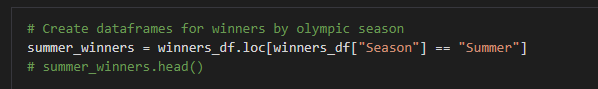 # Create dataframes for winners by olympic season
summer_winners = winners_df.loc[winners_df["Season"] == "Summer"]
# summer_winners.head()